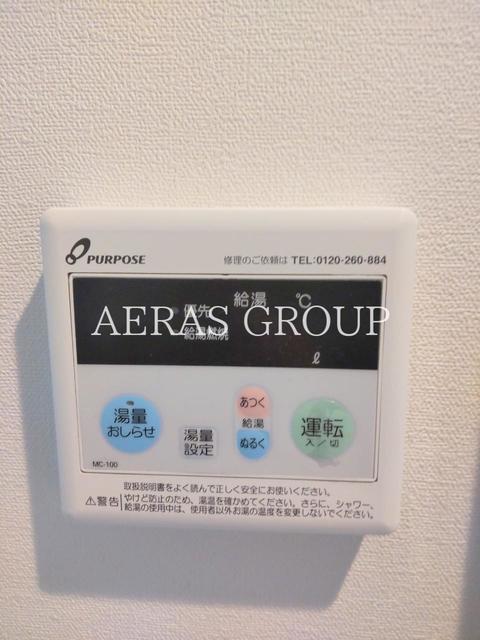 PURPOSE
修理のご依頼は TEL:0120-260-884
給湯 ℃
優先
AERAS GROUP
給湯燃焼
ℓ
湯量
おしらせ
湯量
設定
あつく
給湯
ぬるく
運転
入／切
MC-100
取扱説明書をよく読んで正しく安全にお使いください。
⚠警告 やけど防止のため、湯温を確かめてください。さらに、シャワー、
給湯の使用中は、使用者以外お湯の温度を変更しないでください。